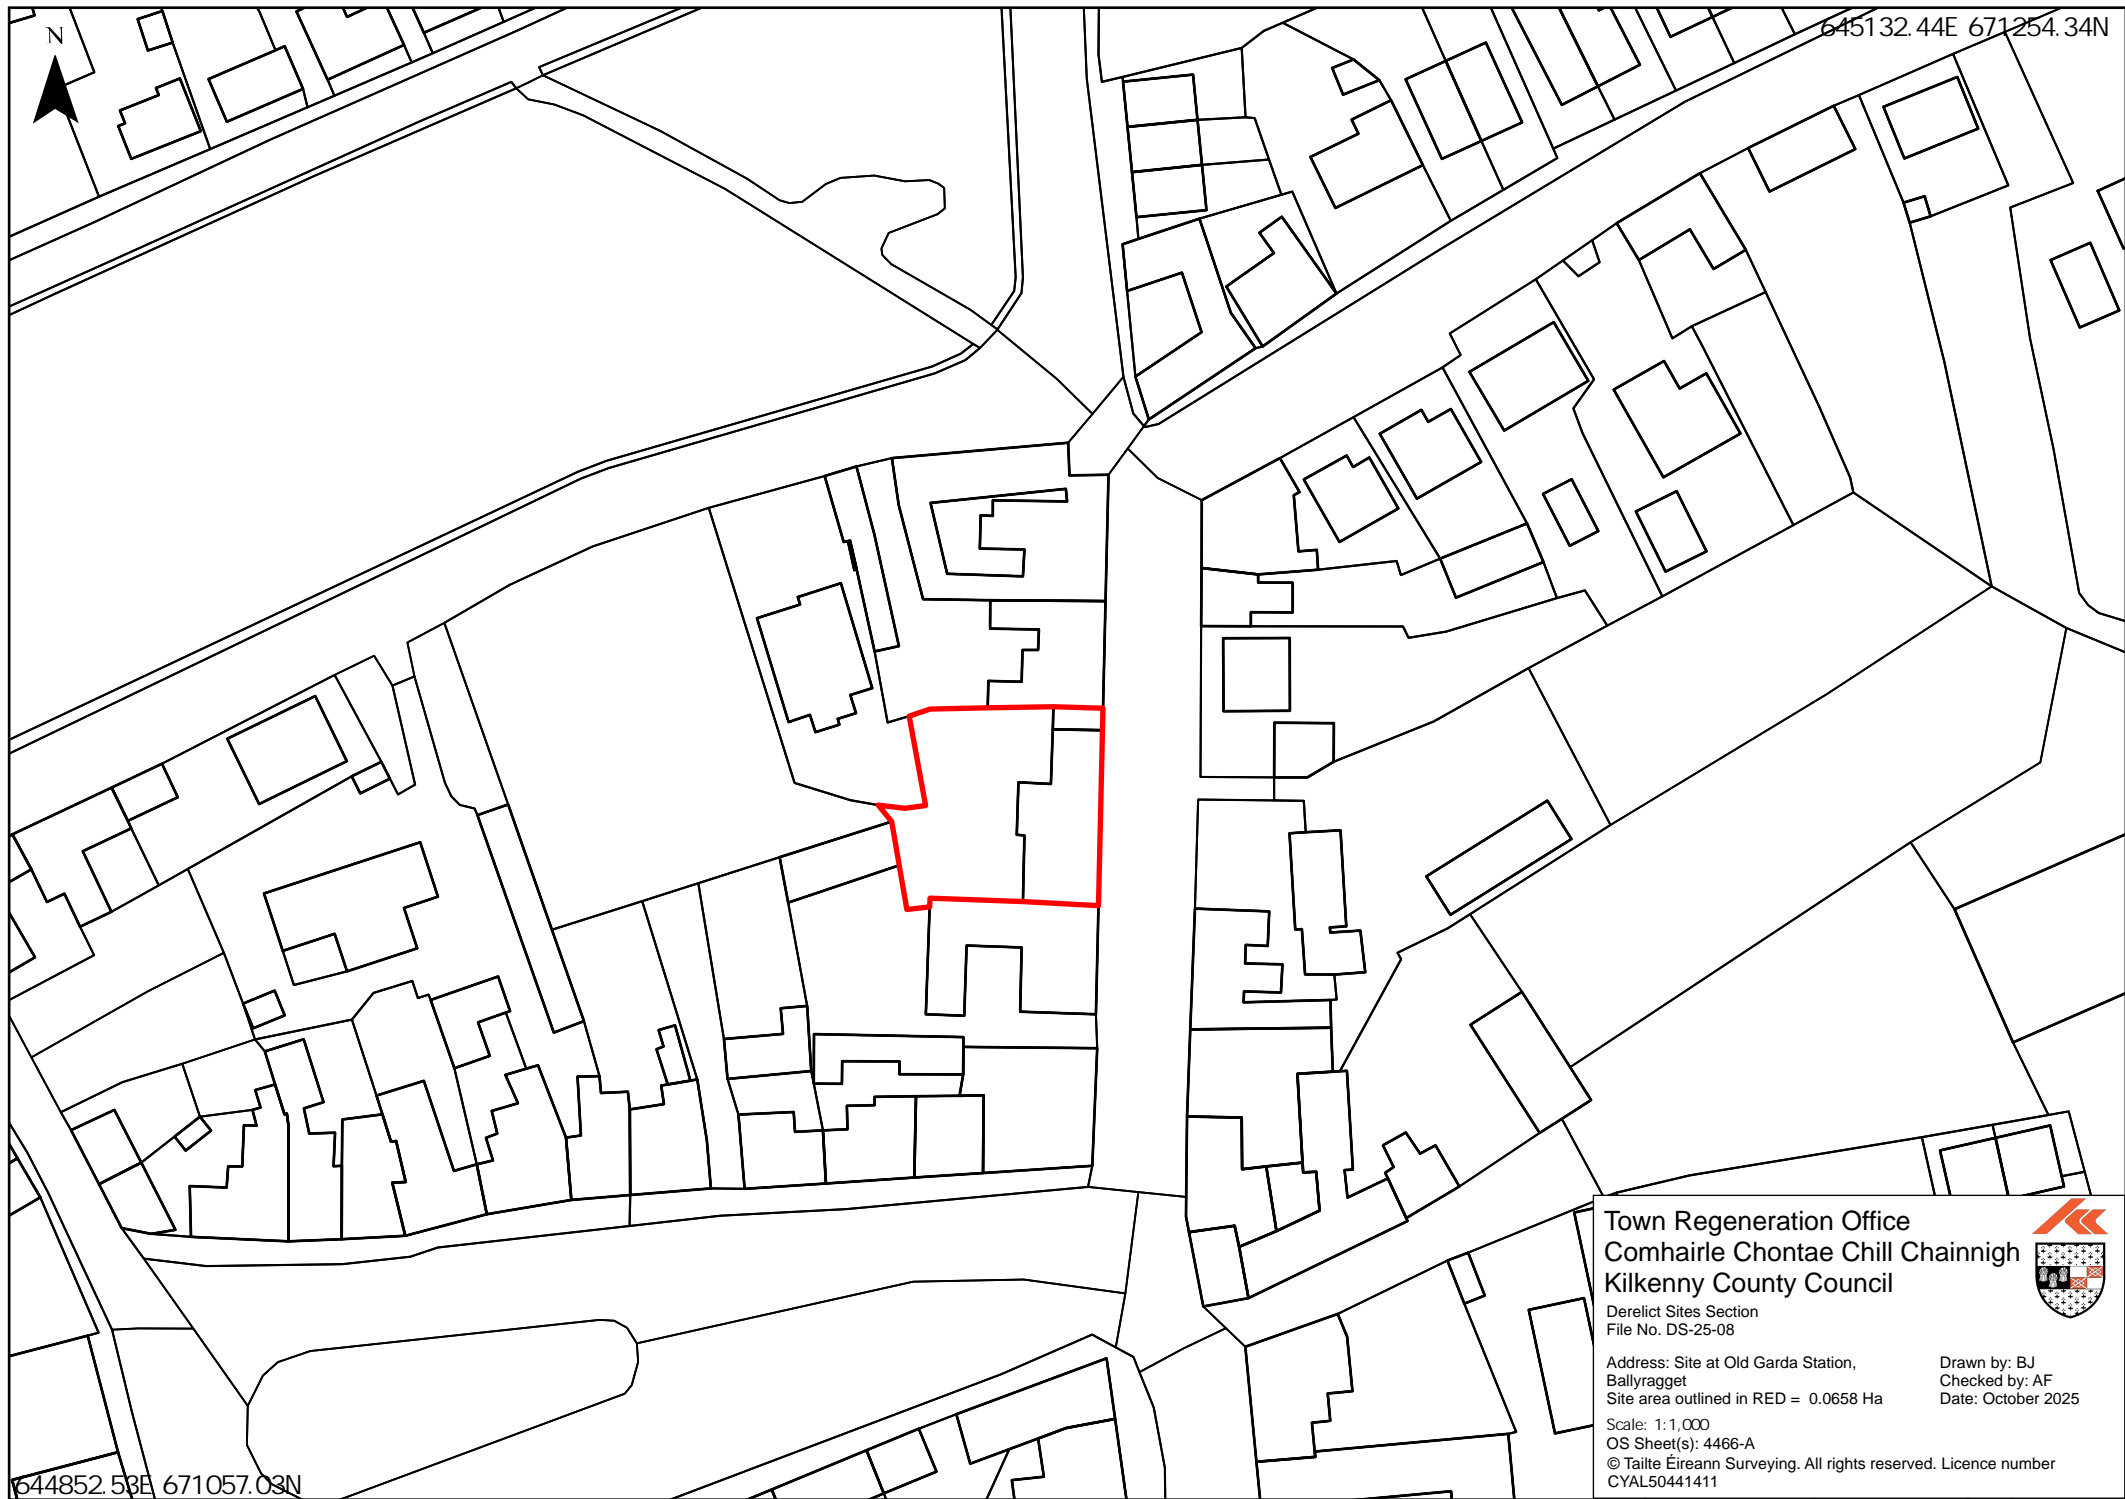 N
645132.44E 671254.34N
Town Regeneration Office
Comhairle Chontae Chill Chainnigh
Kilkenny County Council
Derelict Sites Section
File No. DS-25-08
Address: Site at Old Garda Station,
Ballyragget
Site area outlined in RED = 0.0658 Ha
Drawn by: BJ
Checked by: AF
Date: October 2025
Scale: 1:1,000
OS Sheet(s): 4466-A
© Tailte Éireann Surveying. All rights reserved. Licence number
CYAL50441411
644852.53E 671057.03N